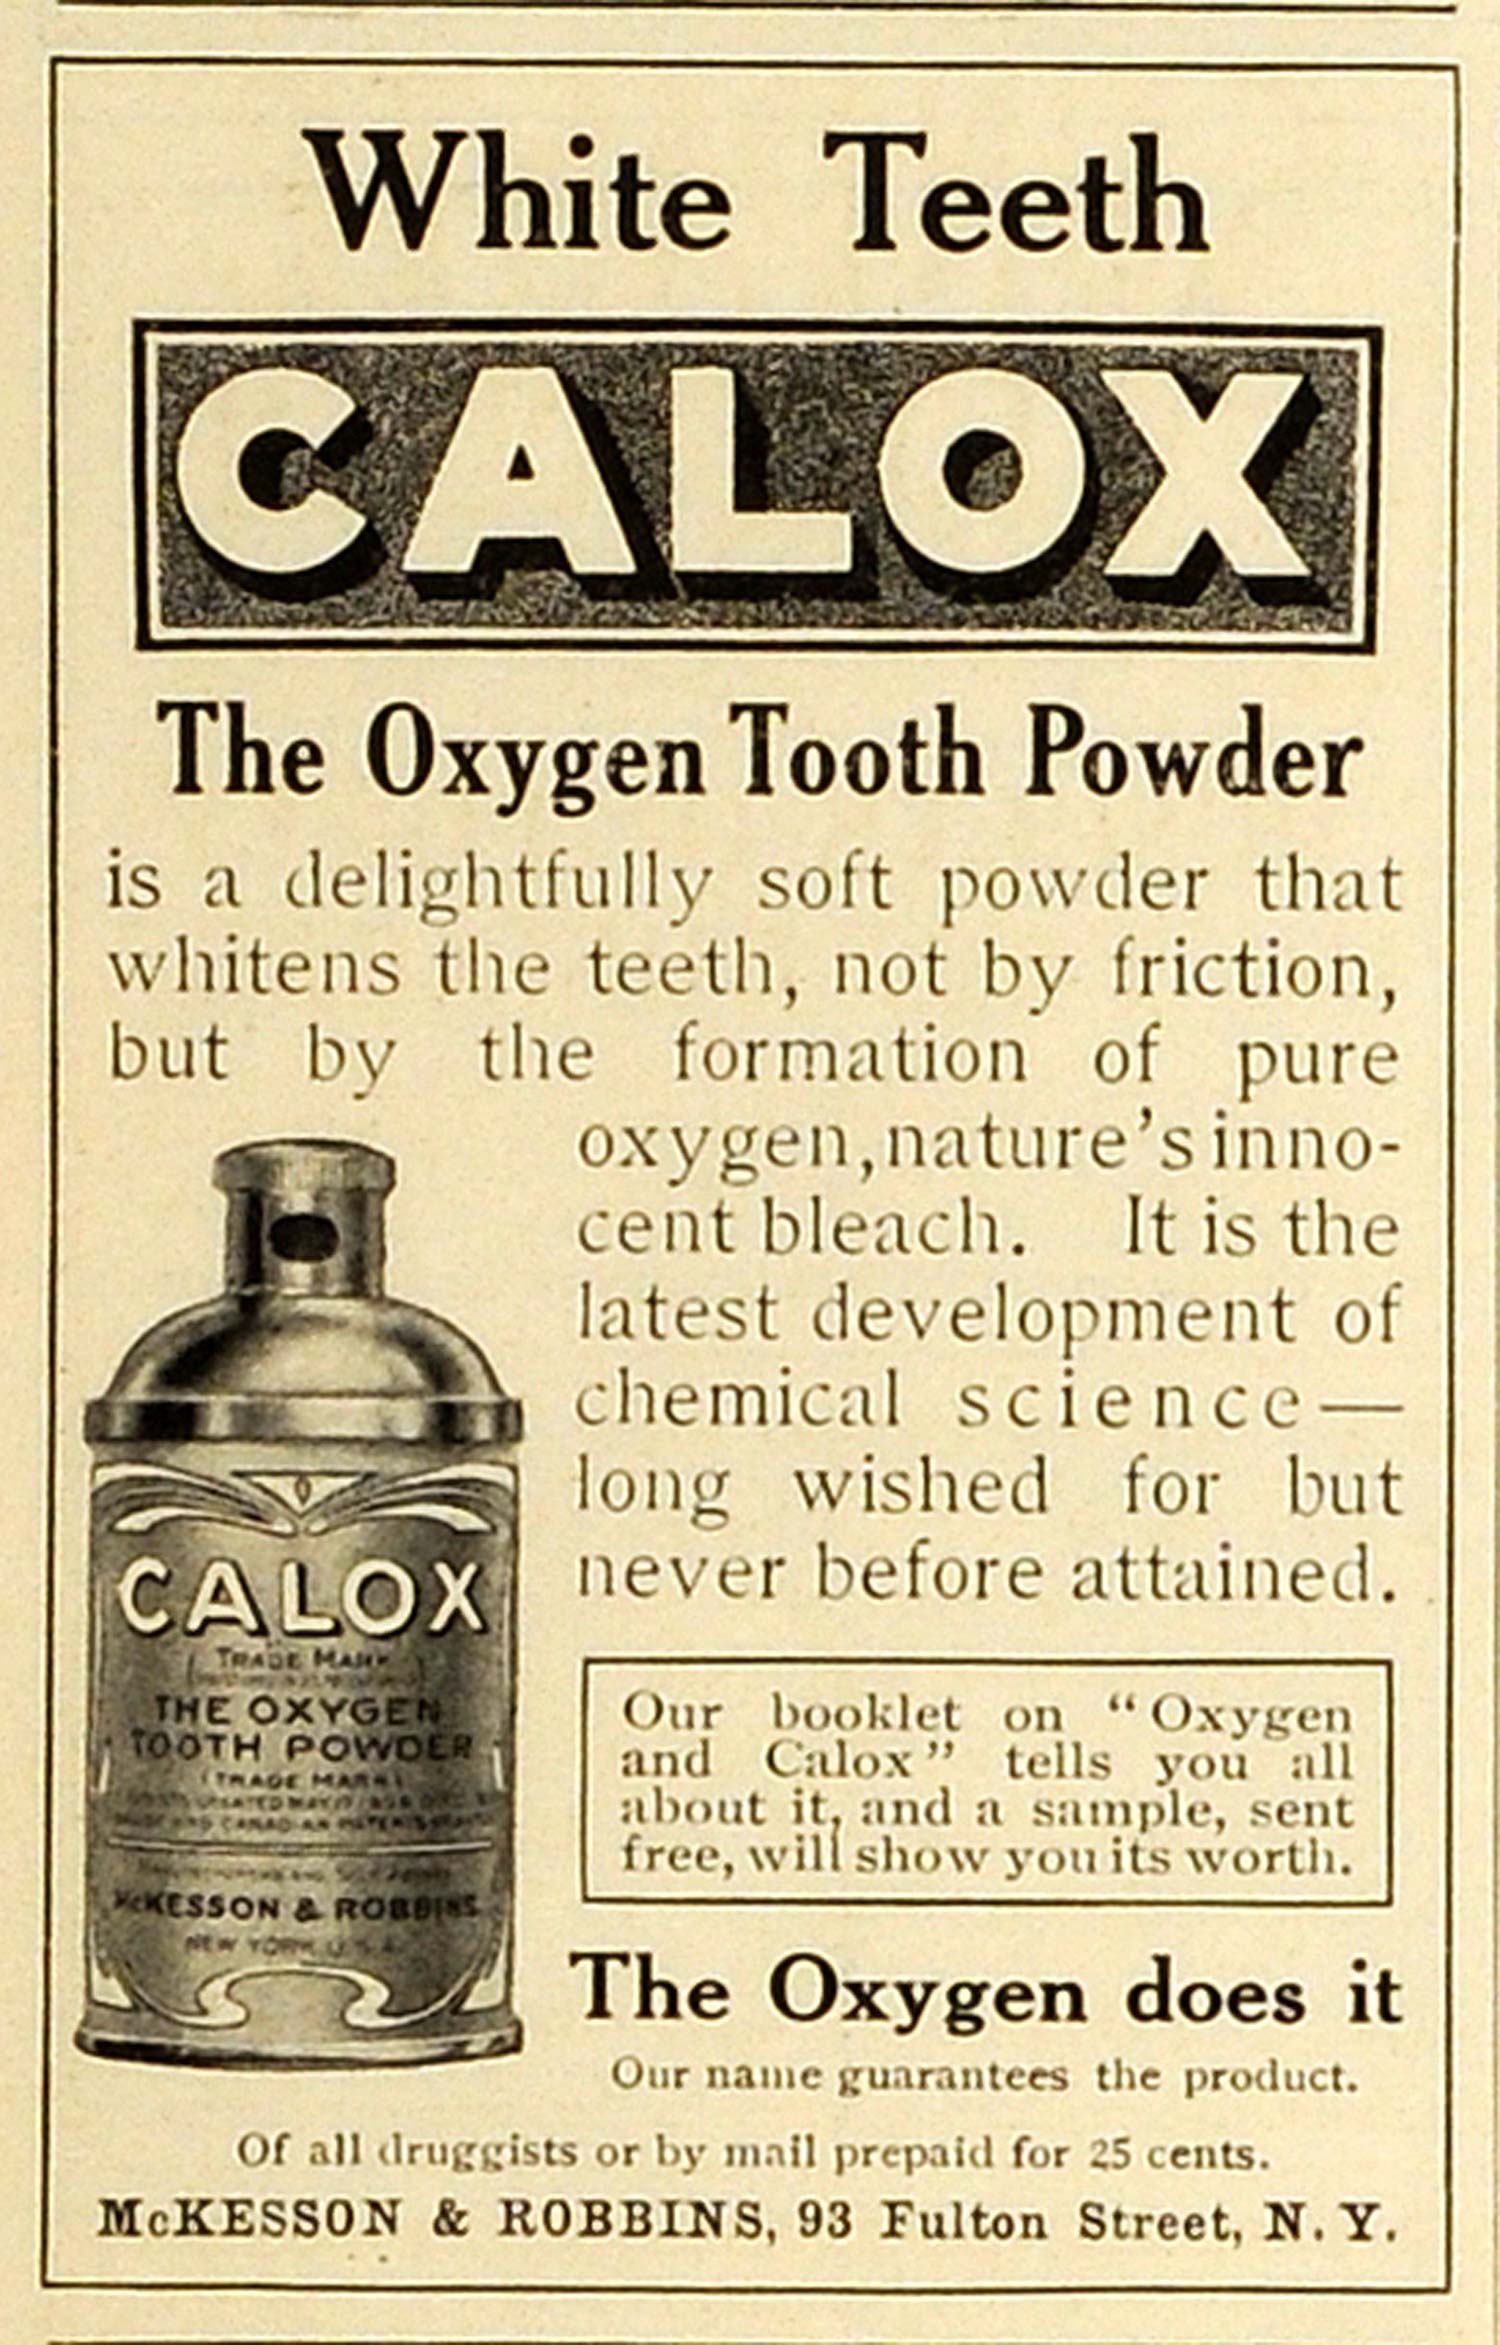 White Teeth
CALOX
The Oxygen Tooth Powder
is a delightfully soft powder that
whitens the teeth, not by friction,
but by the formation of pure
oxygen, nature's inno-
cent bleach. It is the
latest development of
chemical science—
long wished for but
never before attained.
CALOX
TRADE MARK
THE OXYGEN
TOOTH POWDER
(TRADE MARK)
McKESSON & ROBBINS
NEW YORK, U.S.A.
Our booklet on "Oxygen
and Calox" tells you all
about it, and a sample, sent
free, will show you its worth.
The Oxygen does it
Our name guarantees the product.
Of all druggists or by mail prepaid for 25 cents.
McKESSON & ROBBINS, 93 Fulton Street, N. Y.